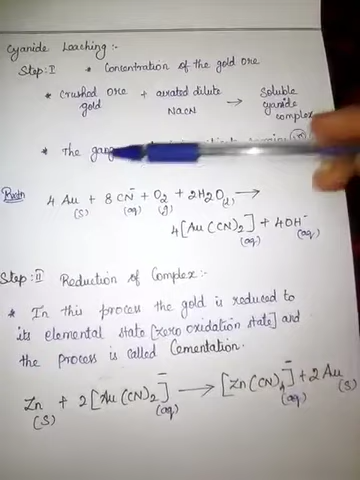 Cyanide Leaching :-
Step : I * Concentration of the gold ore
* Crushed ore + aerated dilute → Soluble
gold NaCN cyanide
complex
* The gang
Rxn 4 Au (s) + 8 CN⁻ (aq) + O₂ (g) + 2H₂O (l) →
4[Au(CN)₂]⁻ (aq) + 4OH⁻ (aq)
Step : II Reduction of Complex :-
* In this process the gold is reduced to
its elemental state [zero oxidation state] and
the process is called Cementation.
Zn (s) + 2[Au(CN)₂]⁻ (aq) → [Zn(CN)₄]⁻ (aq) + 2Au (s)